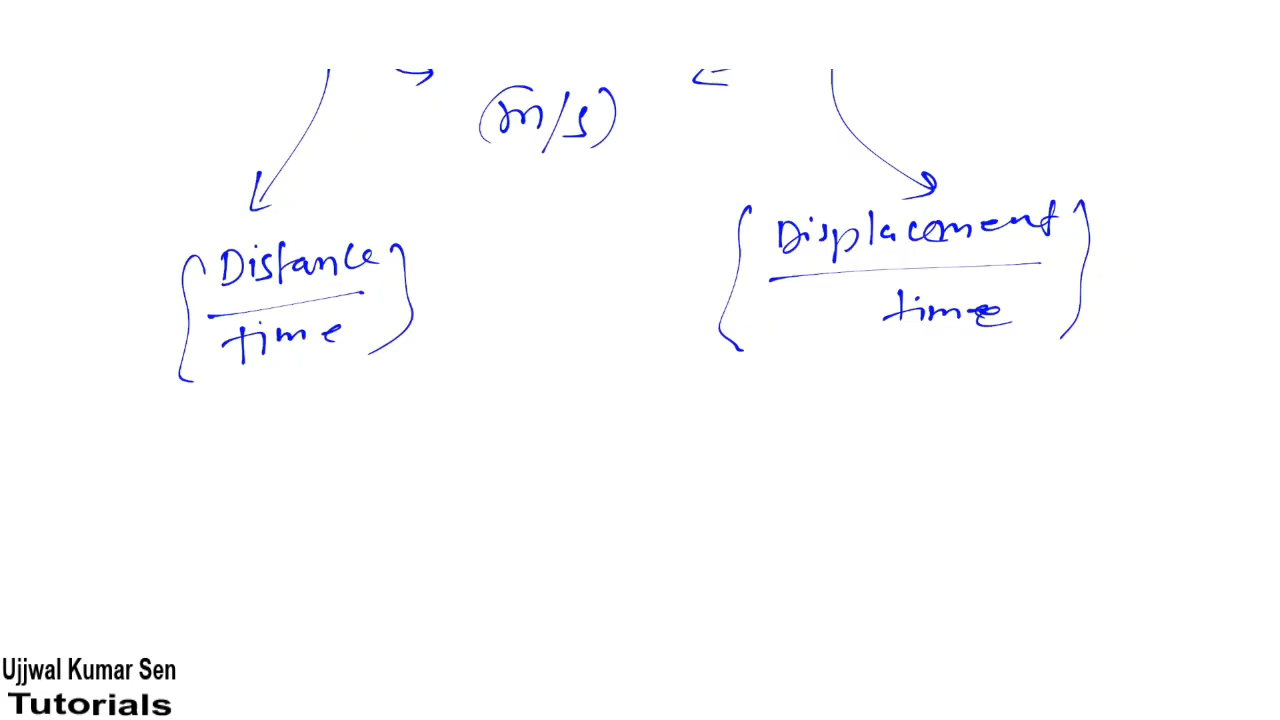 (m/s)
Distance
time
Displacement
time
Ujjwal Kumar Sen
Tutorials